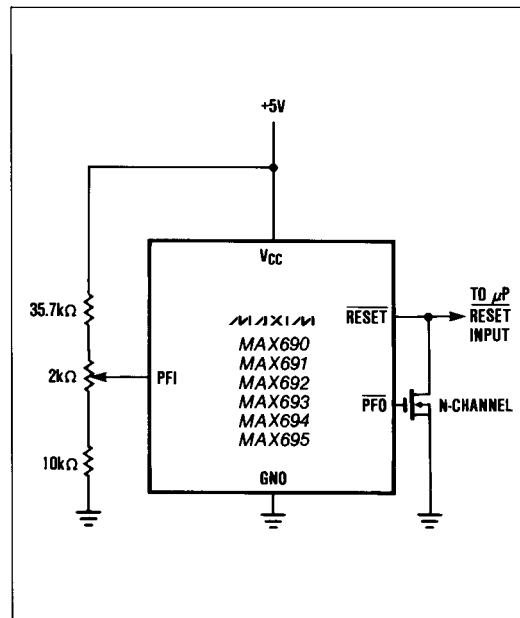 +5V
VCC
35.7kΩ
2kΩ
10kΩ
PFI
MAXIM
MAX690
MAX691
MAX692
MAX693
MAX694
MAX695
RESET
PFO
GND
TO μP
RESET
INPUT
N-CHANNEL